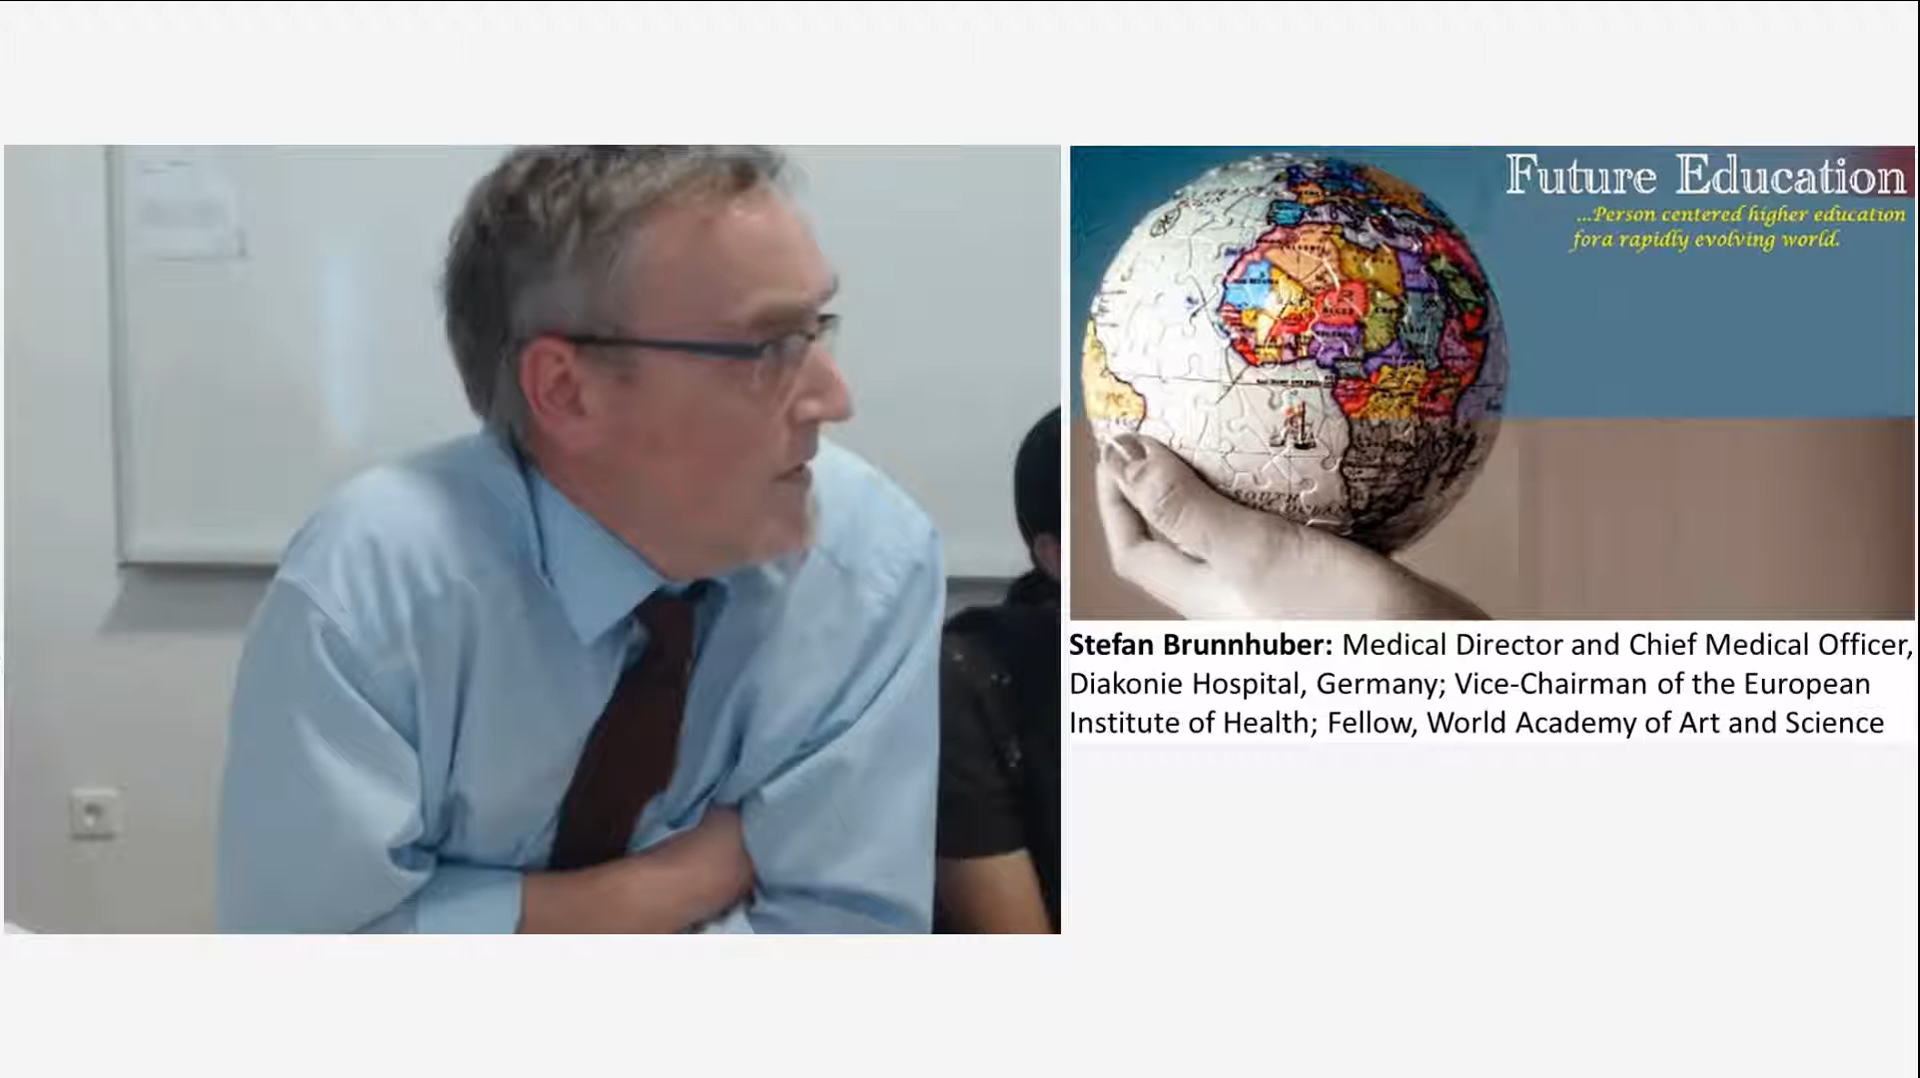 Future Education
...Person centered higher education
fora rapidly evolving world.
Stefan Brunnhuber: Medical Director and Chief Medical Officer,
Diakonie Hospital, Germany; Vice-Chairman of the European
Institute of Health; Fellow, World Academy of Art and Science